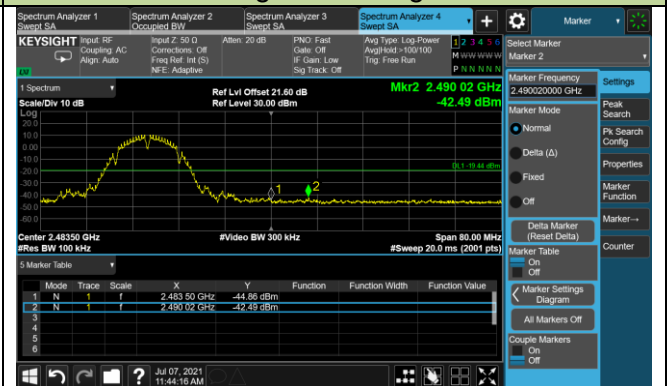 Spectrum Analyzer 1
Swept SA
Spectrum Analyzer 2
Occupied BW
Spectrum Analyzer 3
Swept SA
Spectrum Analyzer 4
Swept SA
+
Marker
KEYSIGHT
Input: RF
Coupling: AC
Align: Auto
Input Z: 50 Ω
Corrections: Off
Freq Ref: Int (S)
NFE: Adaptive
Atten: 20 dB
PNO: Fast
Gate: Off
IF Gain: Low
Sig Track: Off
Avg Type: Log-Power
Avg|Hold:>100/100
Trig: Free Run
1 2 3 4 5 6
M W W W W W
P N N N N N
Select Marker
Marker 2
1 Spectrum
Scale/Div 10 dB
Ref Lvl Offset 21.60 dB
Ref Level 30.00 dBm
Mkr2 2.490 02 GHz
-42.49 dBm
Log
20.0
10.0
0.00
-10.0
-20.0
-30.0
-40.0
-50.0
-60.0
DL1 -19.44 dBm
1
2
Center 2.48350 GHz
#Res BW 100 kHz
#Video BW 300 kHz
Span 80.00 MHz
#Sweep 20.0 ms (2001 pts)
5 Marker Table
Mode Trace Scale X Y Function Function Width Function Value
1 N 1 f 2.483 50 GHz -44.86 dBm
2 N 1 f 2.490 02 GHz -42.49 dBm
3
4
5
6
Marker Frequency
2.490020000 GHz
Marker Mode
Normal
Delta (Δ)
Fixed
Off
Delta Marker
(Reset Delta)
Marker Table
On
Off
Marker Settings
Diagram
All Markers Off
Couple Markers
On
Off
Settings
Peak
Search
Pk Search
Config
Properties
Marker
Function
Marker→
Counter
?
Jul 07, 2021
11:44:16 AM